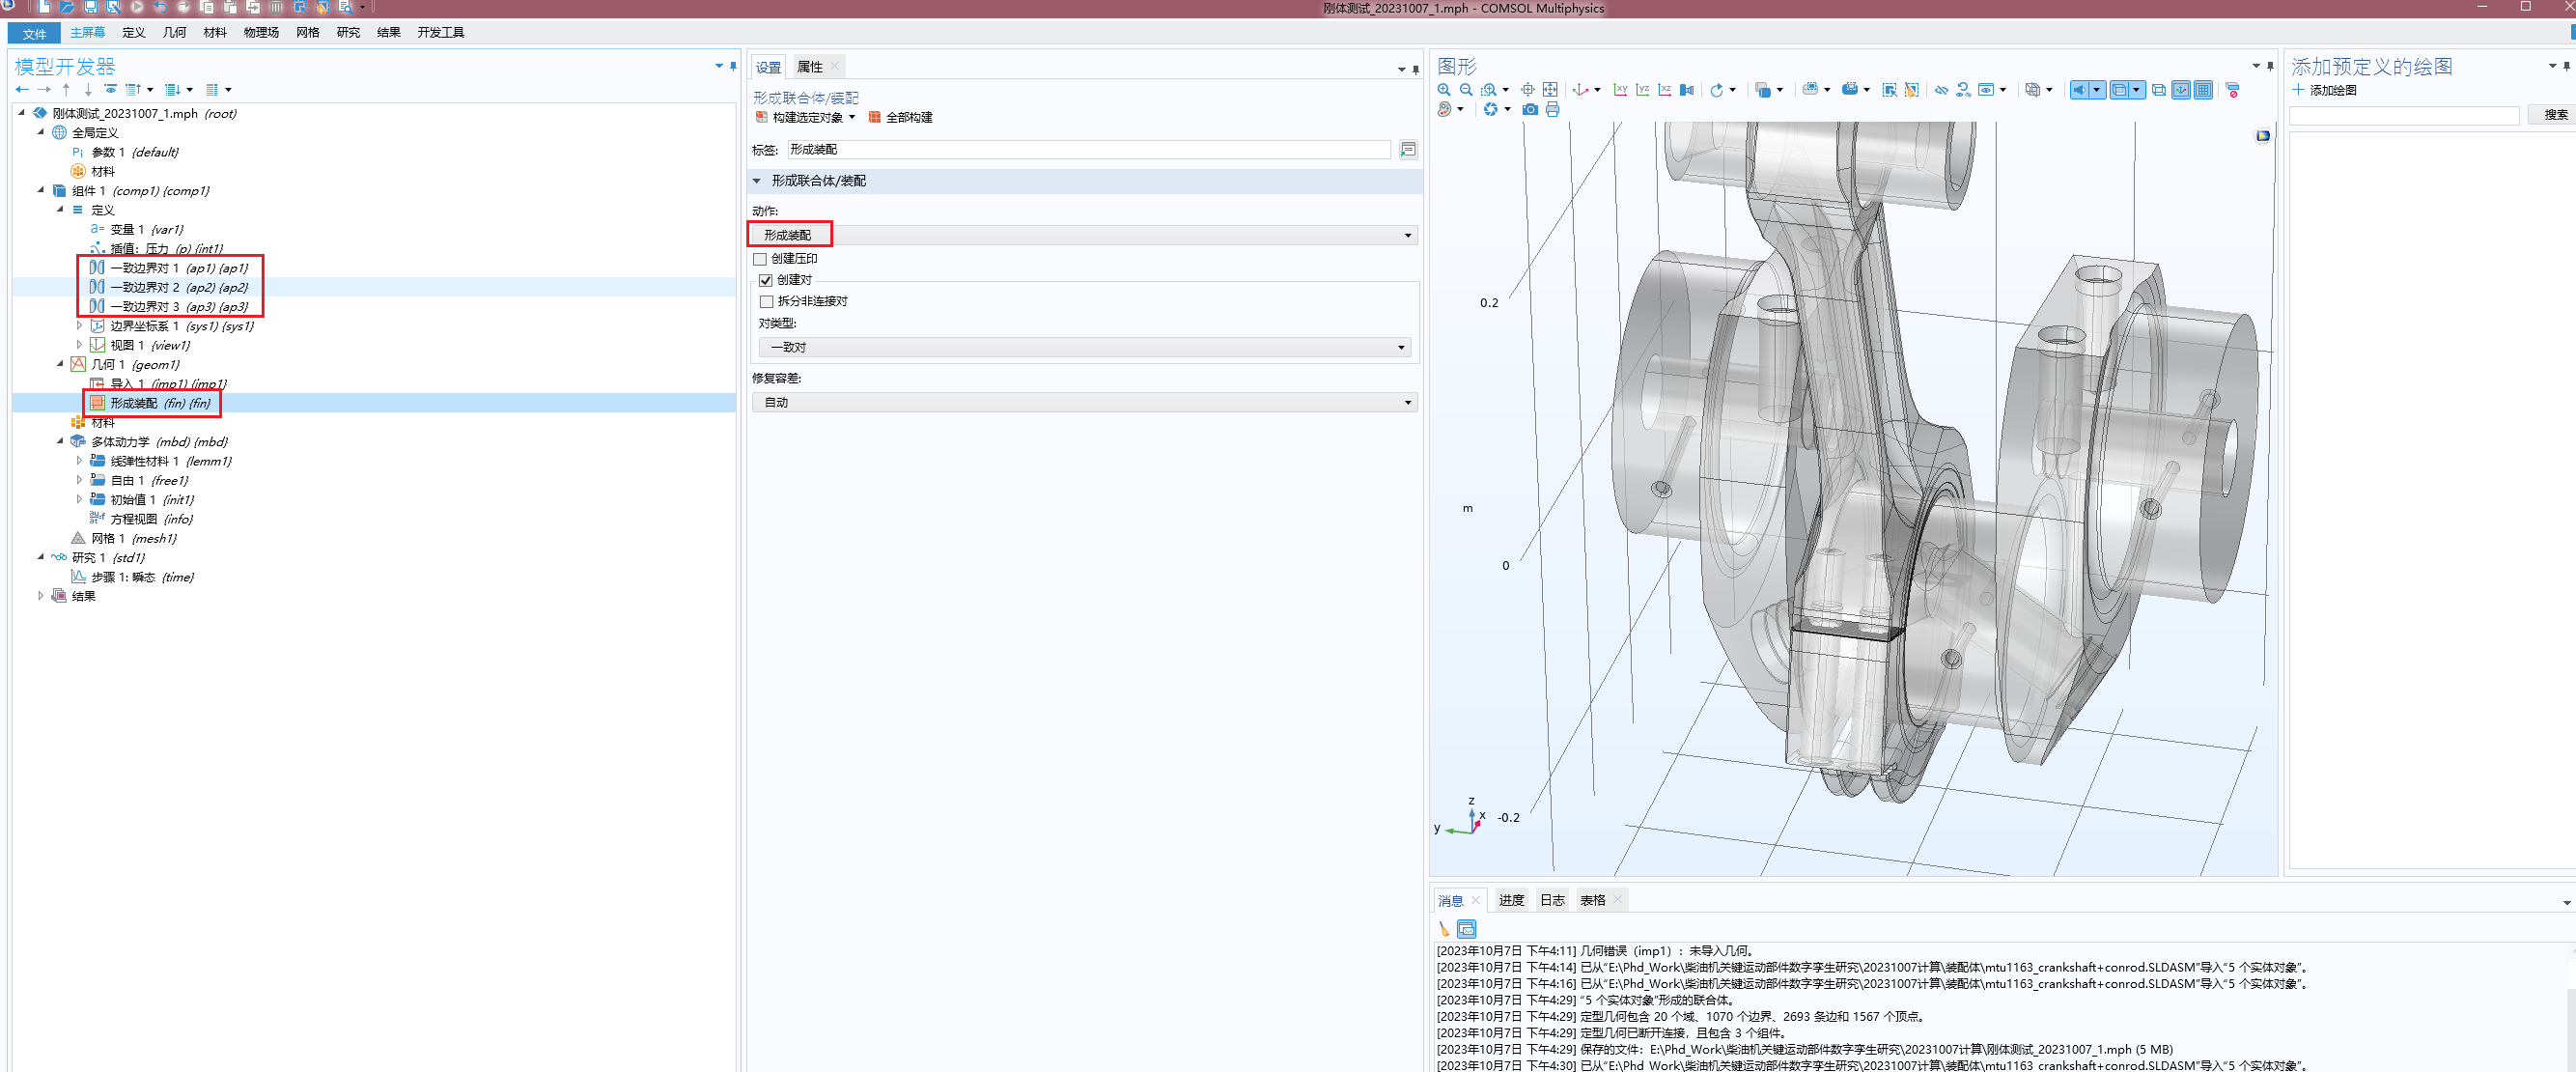 刚体测试_20231007_1.mph - COMSOL Multiphysics
文件 主屏幕 定义 几何 材料 物理场 网格 研究 结果 开发工具
模型开发器
刚体测试_20231007_1.mph (root)
全局定义
Pi 参数 1 {default}
材料
组件 1 (comp1) {comp1}
定义
a= 变量 1 {var1}
插值: 压力 (p) {int1}
一致边界对 1 (ap1) {ap1}
一致边界对 2 (ap2) {ap2}
一致边界对 3 (ap3) {ap3}
边界坐标系 1 (sys1) {sys1}
视图 1 {view1}
几何 1 {geom1}
导入 1 (imp1) {imp1}
形成装配 (fin) {fin}
材料
多体动力学 (mbd) {mbd}
线弹性材料 1 {lemm1}
自由 1 {free1}
初始值 1 {init1}
方程视图 {info}
网格 1 {mesh1}
研究 1 {std1}
步骤 1: 瞬态 {time}
结果
设置 属性
形成联合体/装配
构建选定对象 全部构建
标签: 形成装配
形成联合体/装配
动作:
形成装配
创建压印
创建对
拆分非连接对
对类型:
一致对
修复容差:
自动
图形
xy yz xz
0.2
m
0
-0.2
z
x
y
消息 进度 日志 表格
[2023年10月7日 下午4:11] 几何错误（imp1）：未导入几何。
[2023年10月7日 下午4:14] 已从“E:\Phd_Work\柴油机关键运动部件数字孪生研究\20231007计算\装配体\mtu1163_crankshaft+conrod.SLDASM”导入“5 个实体对象”。
[2023年10月7日 下午4:16] 已从“E:\Phd_Work\柴油机关键运动部件数字孪生研究\20231007计算\装配体\mtu1163_crankshaft+conrod.SLDASM”导入“5 个实体对象”。
[2023年10月7日 下午4:29] “5 个实体对象”形成的联合体。
[2023年10月7日 下午4:29] 定型几何包含 20 个域、1070 个边界、2693 条边和 1567 个顶点。
[2023年10月7日 下午4:29] 定型几何已断开连接，且包含 3 个组件。
[2023年10月7日 下午4:29] 保存的文件：E:\Phd_Work\柴油机关键运动部件数字孪生研究\20231007计算\刚体测试_20231007_1.mph (5 MB)
[2023年10月7日 下午4:30] 已从“E:\Phd_Work\柴油机关键运动部件数字孪生研究\20231007计算\装配体\mtu1163_crankshaft+conrod.SLDASM”导入“5 个实体对象”。
添加预定义的绘图
添加绘图
搜索